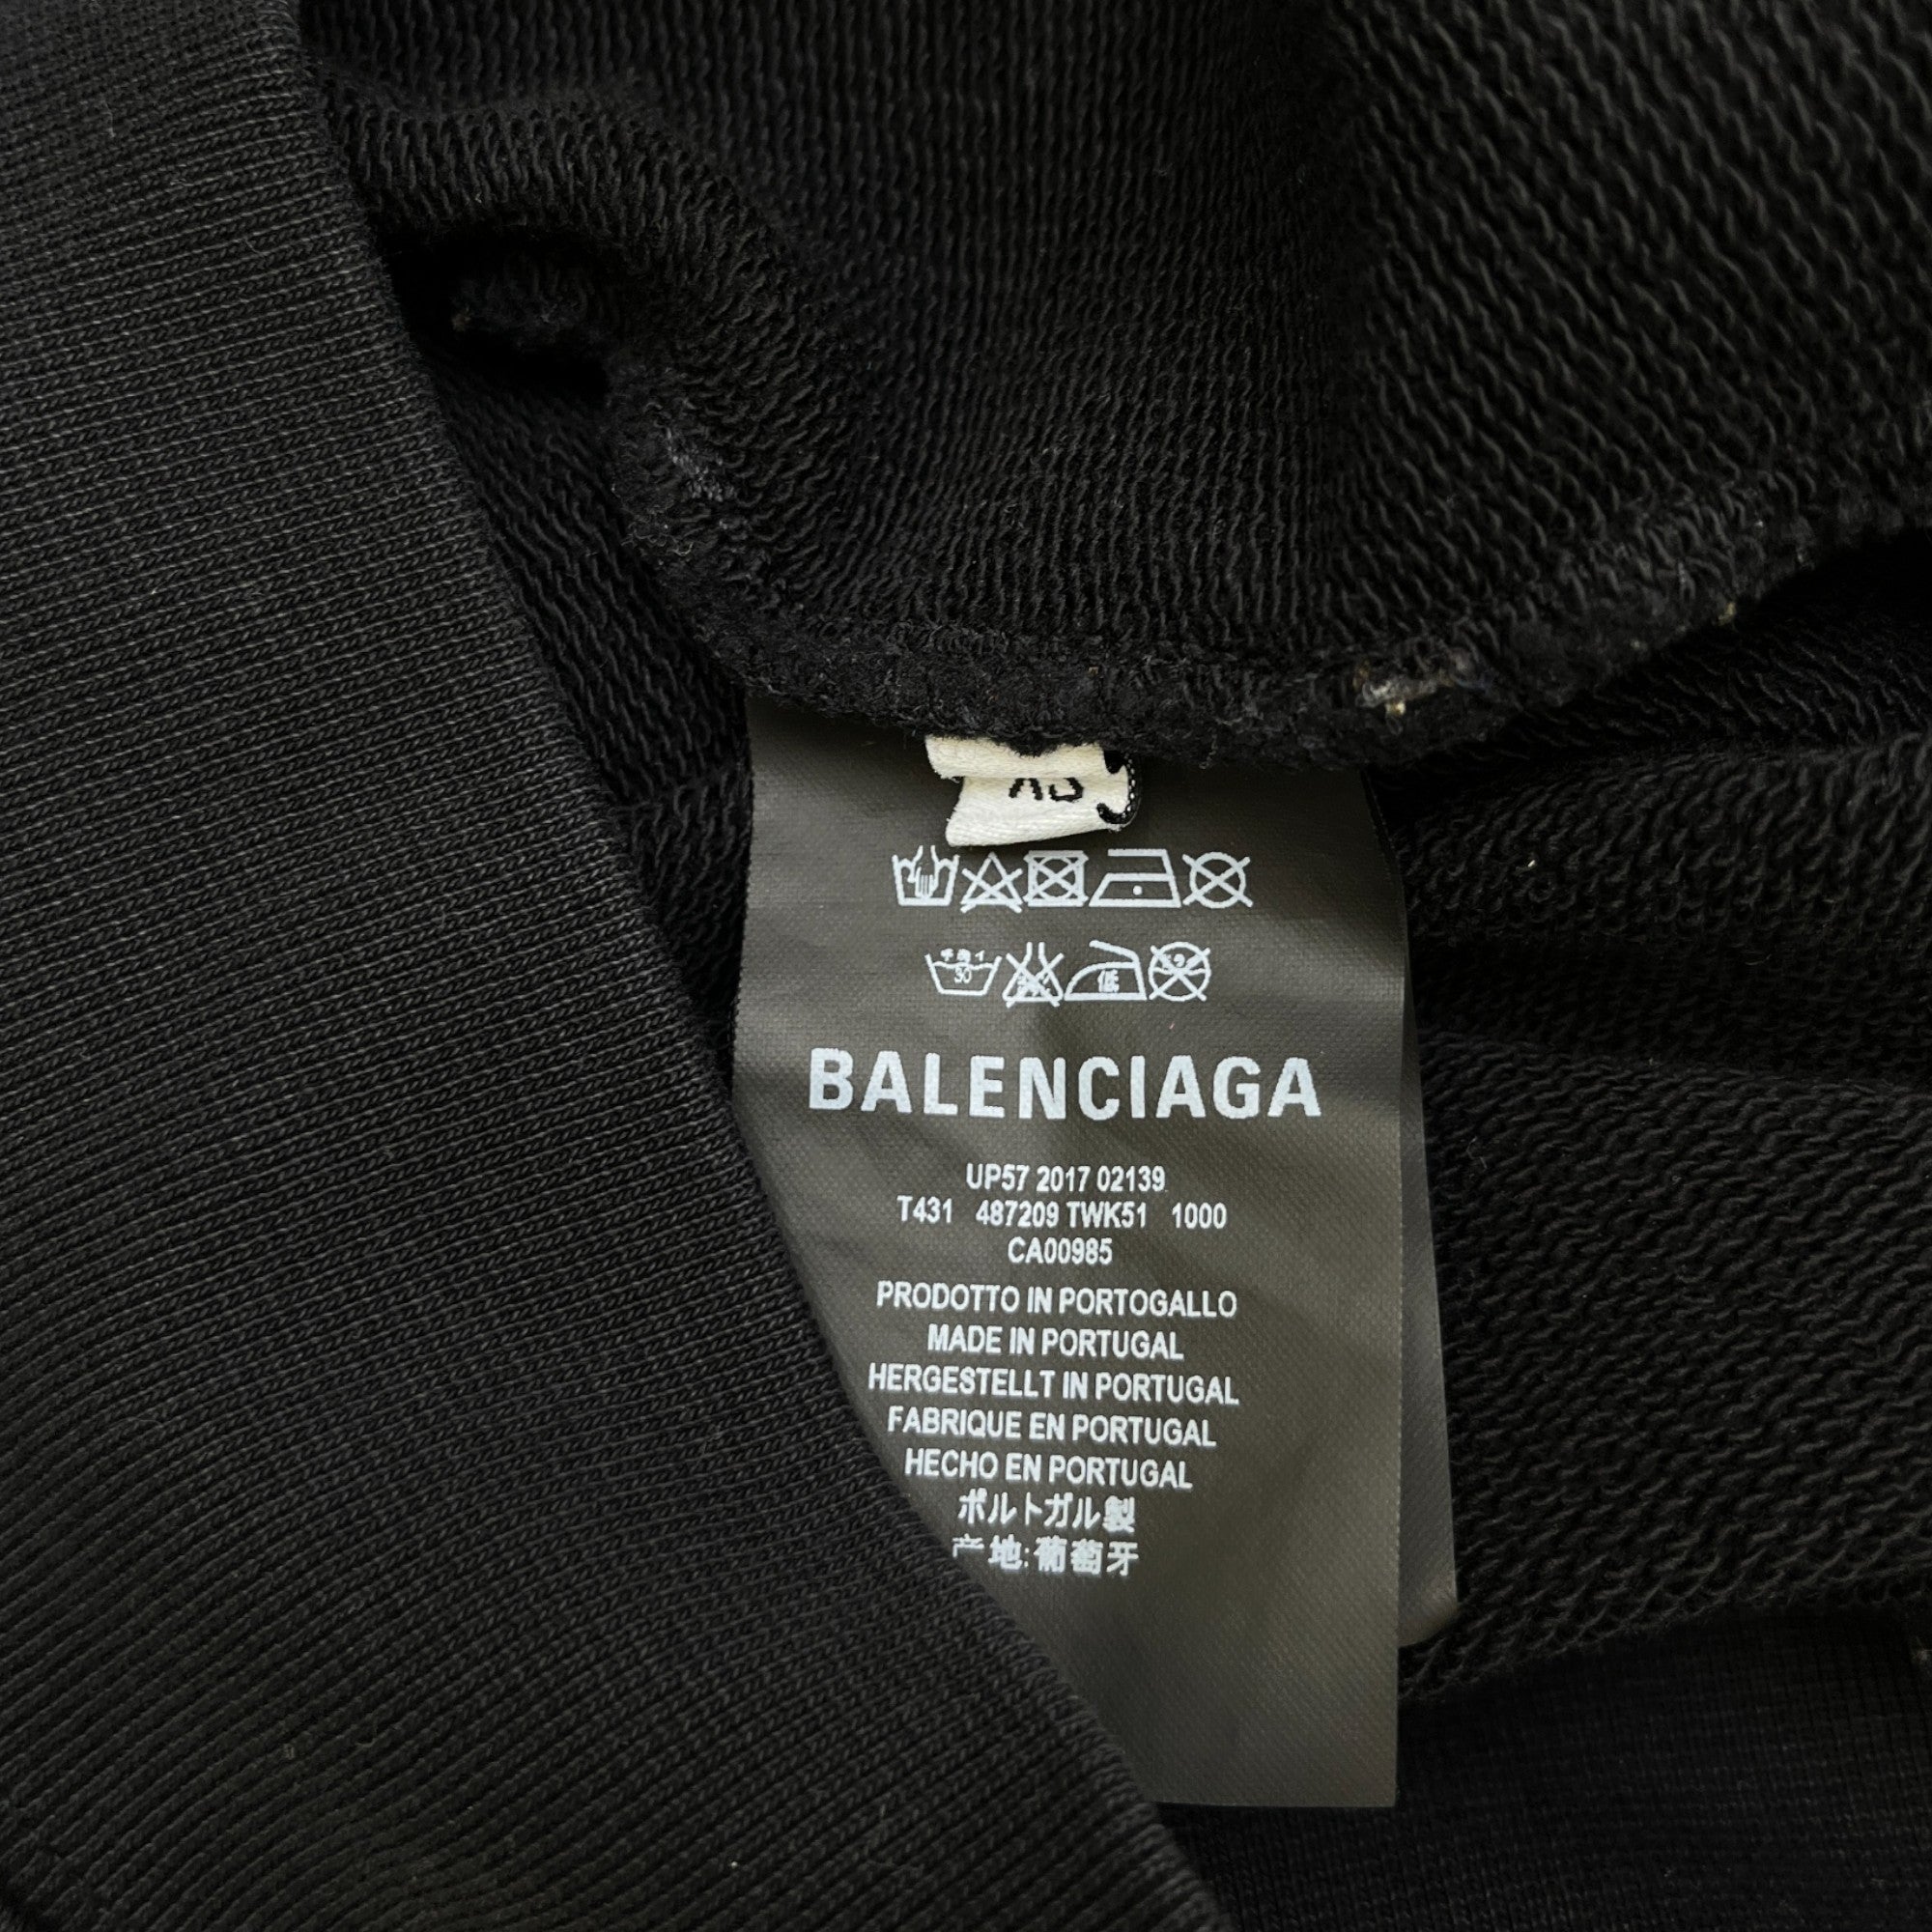 30
BALENCIAGA
UP57 2017 02139
T431 487209 TWK51 1000
CA00985
PRODOTTO IN PORTOGALLO
MADE IN PORTUGAL
HERGESTELLT IN PORTUGAL
FABRIQUE EN PORTUGAL
HECHO EN PORTUGAL
ポルトガル製
产地:葡萄牙